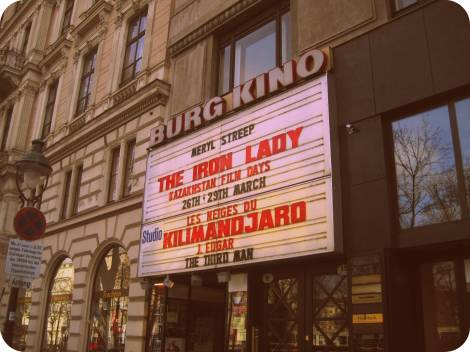 BURG KINO
MERYL STREEP
THE IRON LADY
KAZAKHSTAN FILM DAYS
26TH - 29TH MARCH
LES NEIGES DU
Studio KILIMANDJARO
J. EDGAR
THE THIRD MAN
Anfang